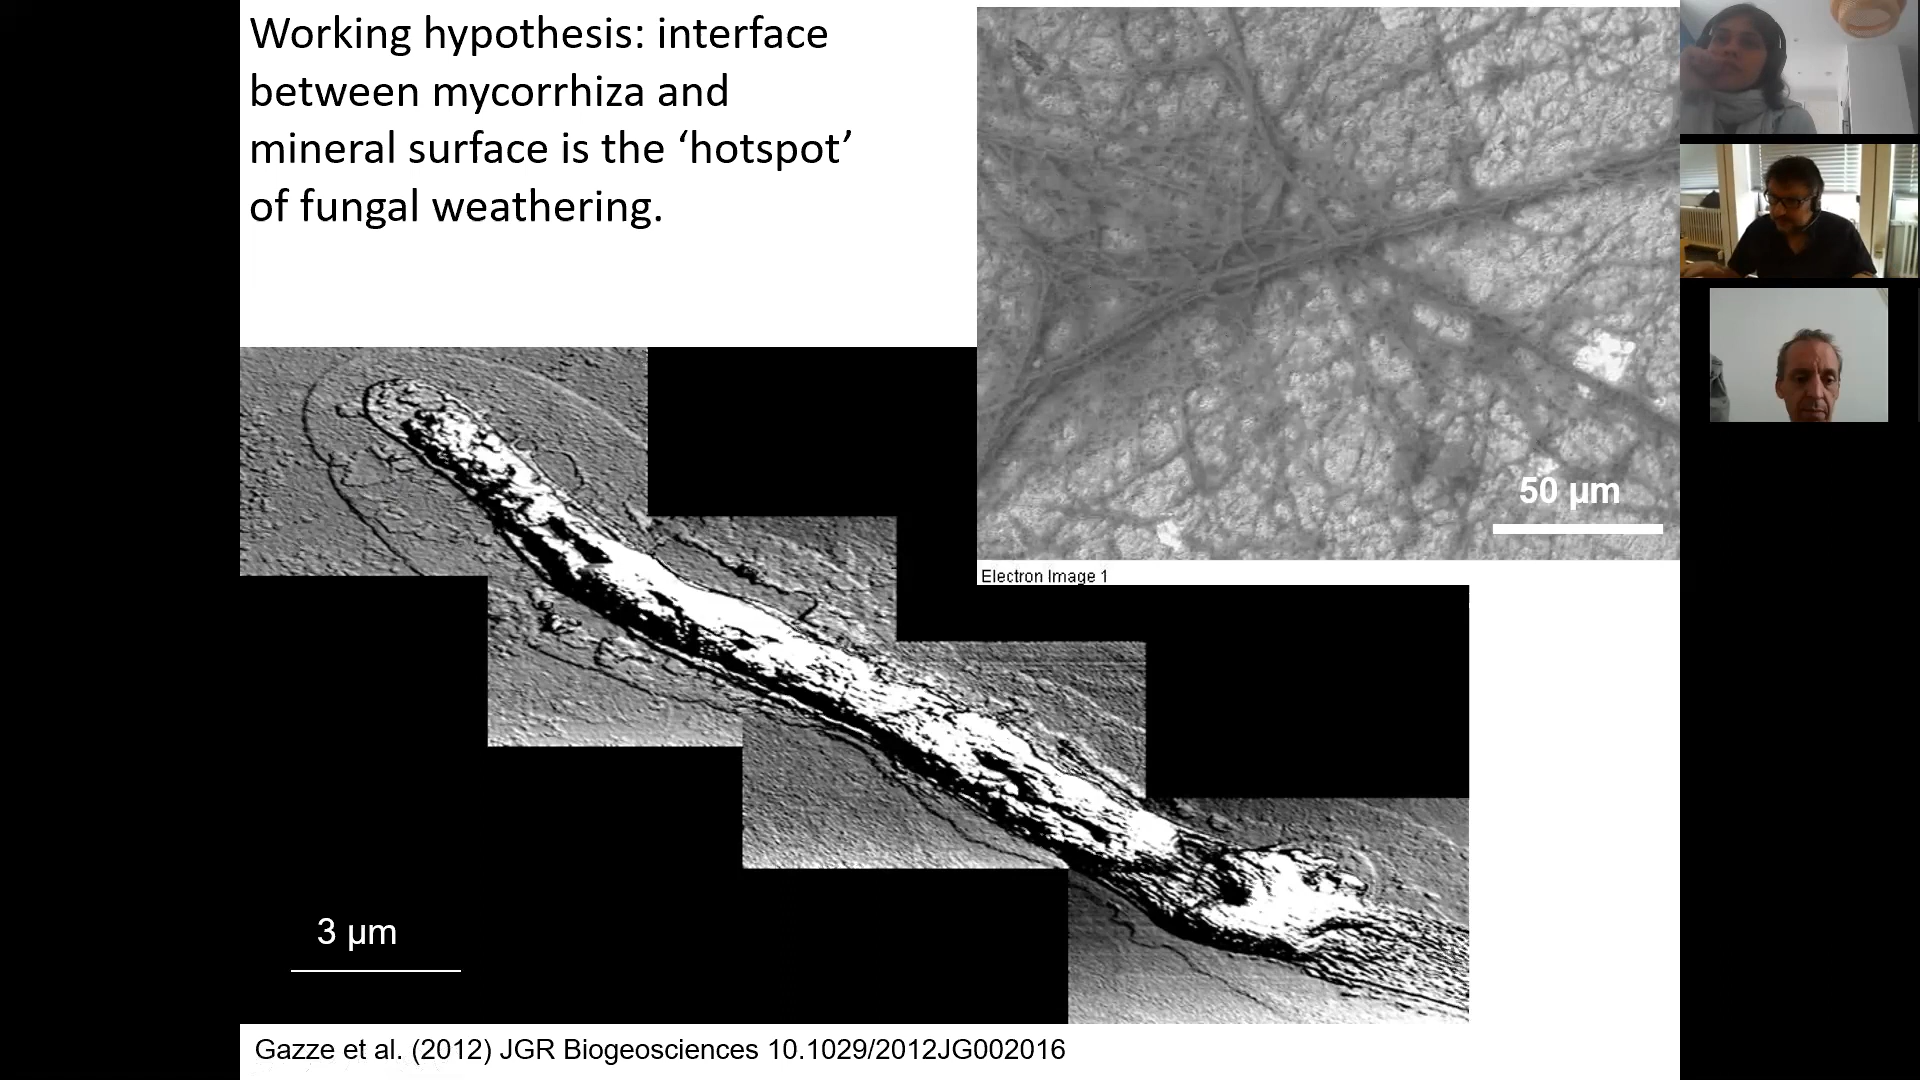 Working hypothesis: interface
between mycorrhiza and
mineral surface is the ‘hotspot’
of fungal weathering.
50 µm
Electron Image 1
3 µm
Gazze et al. (2012) JGR Biogeosciences 10.1029/2012JG002016